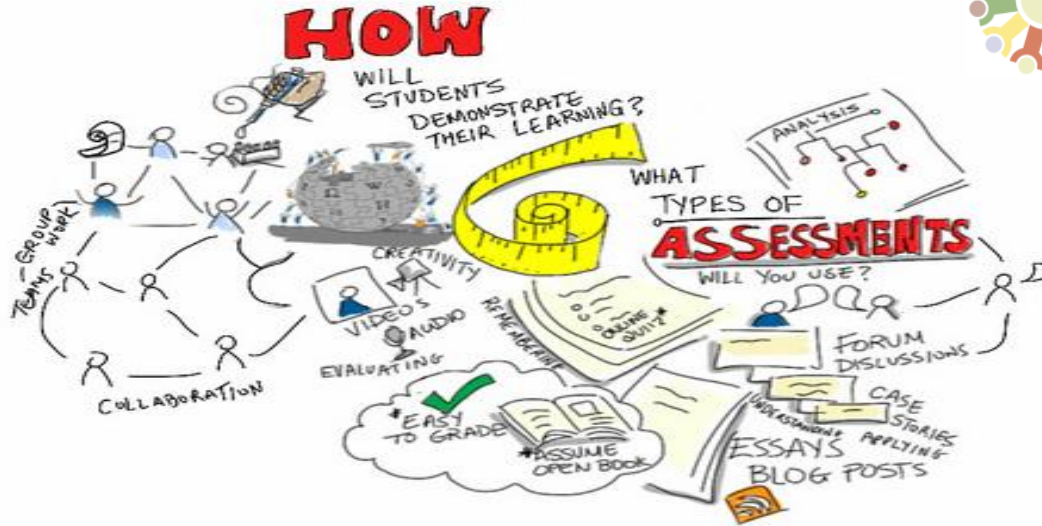 HOW
WILL
STUDENTS
DEMONSTRATE
THEIR LEARNING?
ANALYSIS
WHAT
TYPES OF
ASSESSMENTS
WILL YOU USE?
TEAMS - GROUP
WORK
COLLABORATION
CREATIVITY
VIDEOS
AUDIO
EVALUATING
REMEMBERING
ONLINE
QUIZ*
FORUM
DISCUSSIONS
CASE
STORIES
UNDERSTANDING
APPLYING
*EASY
TO GRADE
*ASSUME
OPEN BOOK
ESSAYS
BLOG POSTS